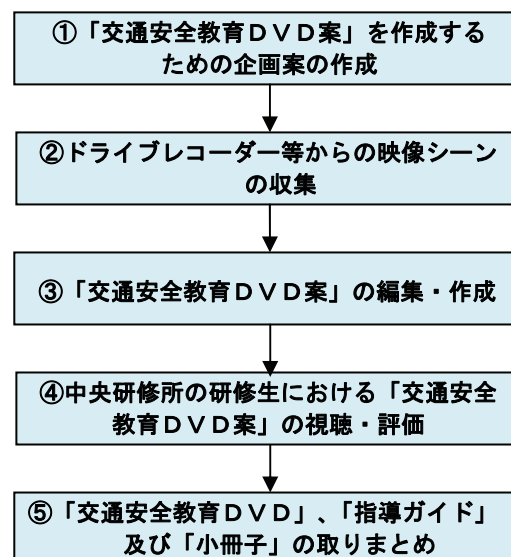 ①「交通安全教育ＤＶＤ案」を作成する
ための企画案の作成
②ドライブレコーダー等からの映像シーン
の収集
③「交通安全教育ＤＶＤ案」の編集・作成
④中央研修所の研修生における「交通安全
教育ＤＶＤ案」の視聴・評価
⑤「交通安全教育ＤＶＤ」、「指導ガイド」
及び「小冊子」の取りまとめ